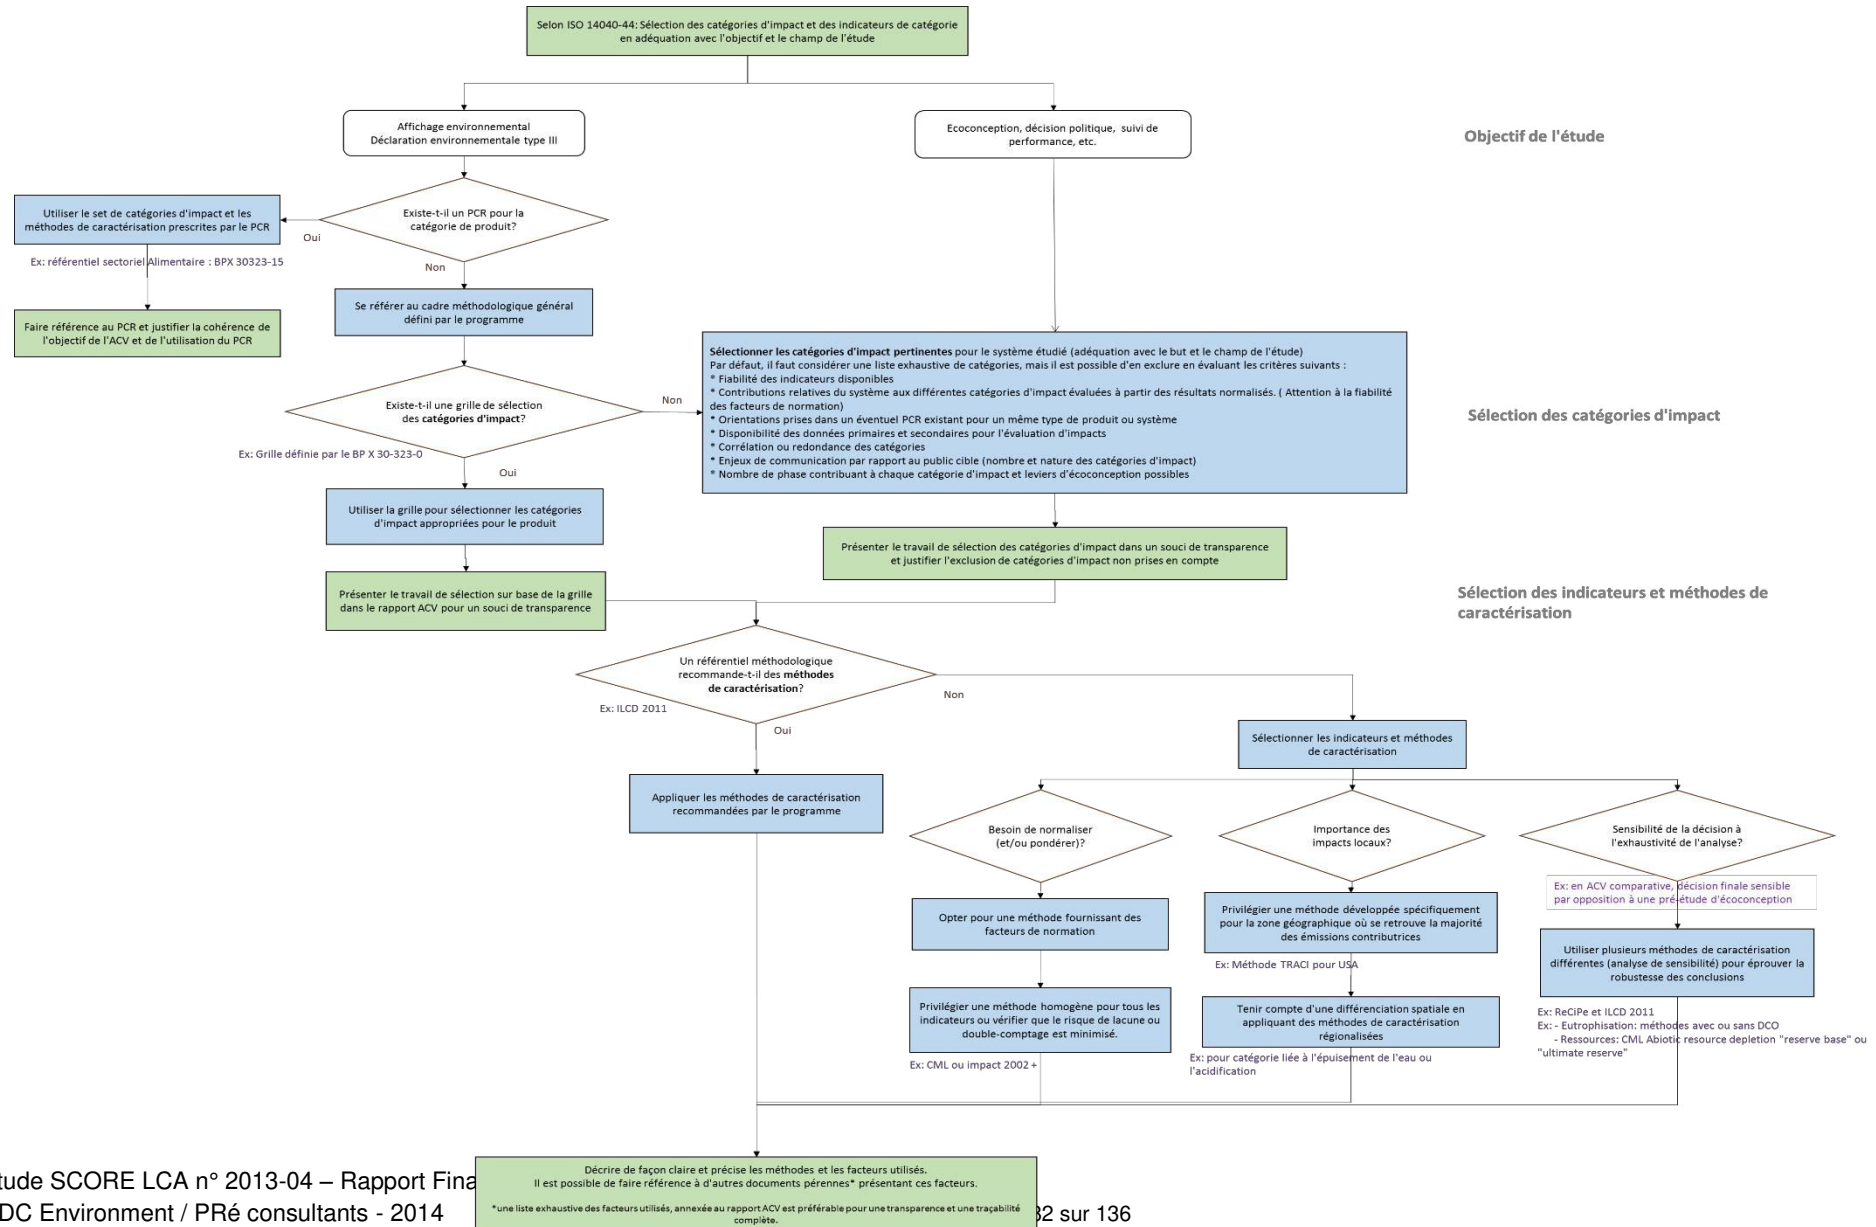 Selon ISO 14040-44: Sélection des catégories d'impact et des indicateurs de catégorie
en adéquation avec l'objectif et le champ de l'étude
Affichage environnemental
Déclaration environnementale type III
Ecoconception, décision politique, suivi de
performance, etc.
Objectif de l'étude
Existe-t-il un PCR pour la
catégorie de produit?
Oui
Non
Utiliser le set de catégories d'impact et les
méthodes de caractérisation prescrites par le PCR
Ex: référentiel sectoriel Alimentaire : BPX 30323-15
Faire référence au PCR et justifier la cohérence de
l'objectif de l'ACV et de l'utilisation du PCR
Se référer au cadre méthodologique général
défini par le programme
Existe-t-il une grille de sélection
des catégories d'impact?
Non
Ex: Grille définie par le BP X 30-323-0
Oui
Sélectionner les catégories d'impact pertinentes pour le système étudié (adéquation avec le but et le champ de l'étude)
Par défaut, il faut considérer une liste exhaustive de catégories, mais il est possible d'en exclure en évaluant les critères suivants :
* Fiabilité des indicateurs disponibles
* Contributions relatives du système aux différentes catégories d'impact évaluées à partir des résultats normalisés. ( Attention à la fiabilité
des facteurs de normation)
* Orientations prises dans un éventuel PCR existant pour un même type de produit ou système
* Disponibilité des données primaires et secondaires pour l'évaluation d'impacts
* Corrélation ou redondance des catégories
* Enjeux de communication par rapport au public cible (nombre et nature des catégories d'impact)
* Nombre de phase contribuant à chaque catégorie d'impact et leviers d'écoconception possibles
Sélection des catégories d'impact
Utiliser la grille pour sélectionner les catégories
d'impact appropriées pour le produit
Présenter le travail de sélection des catégories d'impact dans un souci de transparence
et justifier l'exclusion de catégories d'impact non prises en compte
Présenter le travail de sélection sur base de la grille
dans le rapport ACV pour un souci de transparence
Sélection des indicateurs et méthodes de
caractérisation
Un référentiel méthodologique
recommande-t-il des méthodes
de caractérisation?
Ex: ILCD 2011
Non
Oui
Sélectionner les indicateurs et méthodes
de caractérisation
Appliquer les méthodes de caractérisation
recommandées par le programme
Besoin de normaliser
(et/ou pondérer)?
Importance des
impacts locaux?
Sensibilité de la décision à
l'exhaustivité de l'analyse?
Ex: en ACV comparative, décision finale sensible
par opposition à une pré-étude d'écoconception
Opter pour une méthode fournissant des
facteurs de normation
Privilégier une méthode développée spécifiquement
pour la zone géographique où se retrouve la majorité
des émissions contributrices
Ex: Méthode TRACI pour USA
Utiliser plusieurs méthodes de caractérisation
différentes (analyse de sensibilité) pour éprouver la
robustesse des conclusions
Privilégier une méthode homogène pour tous les
indicateurs ou vérifier que le risque de lacune ou
double-comptage est minimisé.
Ex: CML ou impact 2002 +
Tenir compte d'une différenciation spatiale en
appliquant des méthodes de caractérisation
régionalisées
Ex: pour catégorie liée à l'épuisement de l'eau ou
l'acidification
Ex: ReCiPe et ILCD 2011
Ex: - Eutrophisation: méthodes avec ou sans DCO
- Ressources: CML Abiotic resource depletion "reserve base" ou
"ultimate reserve"
Décrire de façon claire et précise les méthodes et les facteurs utilisés.
Il est possible de faire référence à d'autres documents pérennes* présentant ces facteurs.
*une liste exhaustive des facteurs utilisés, annexée au rapport ACV est préférable pour une transparence et une traçabilité
complète.
tude SCORE LCA n° 2013-04 – Rapport Fina
DC Environment / PRé consultants - 2014
32 sur 136